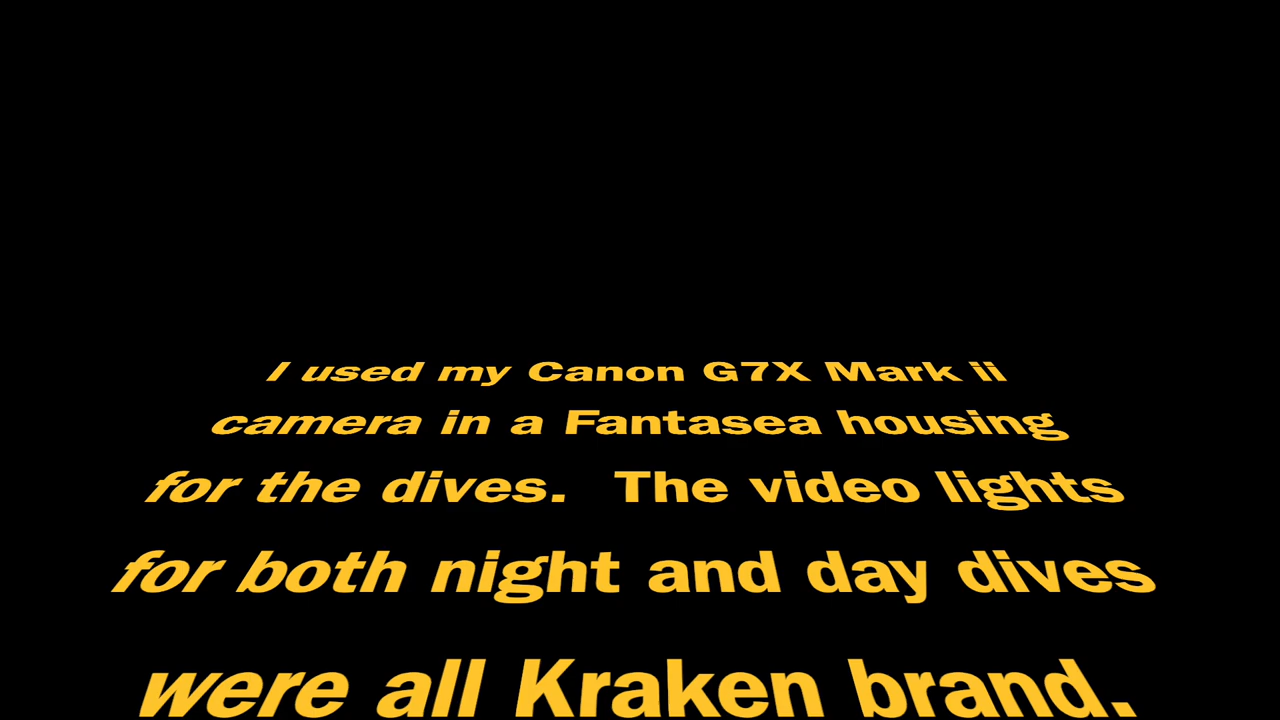 I used my Canon G7X Mark ii
camera in a Fantasea housing
for the dives.  The video lights
for both night and day dives
were all Kraken brand.